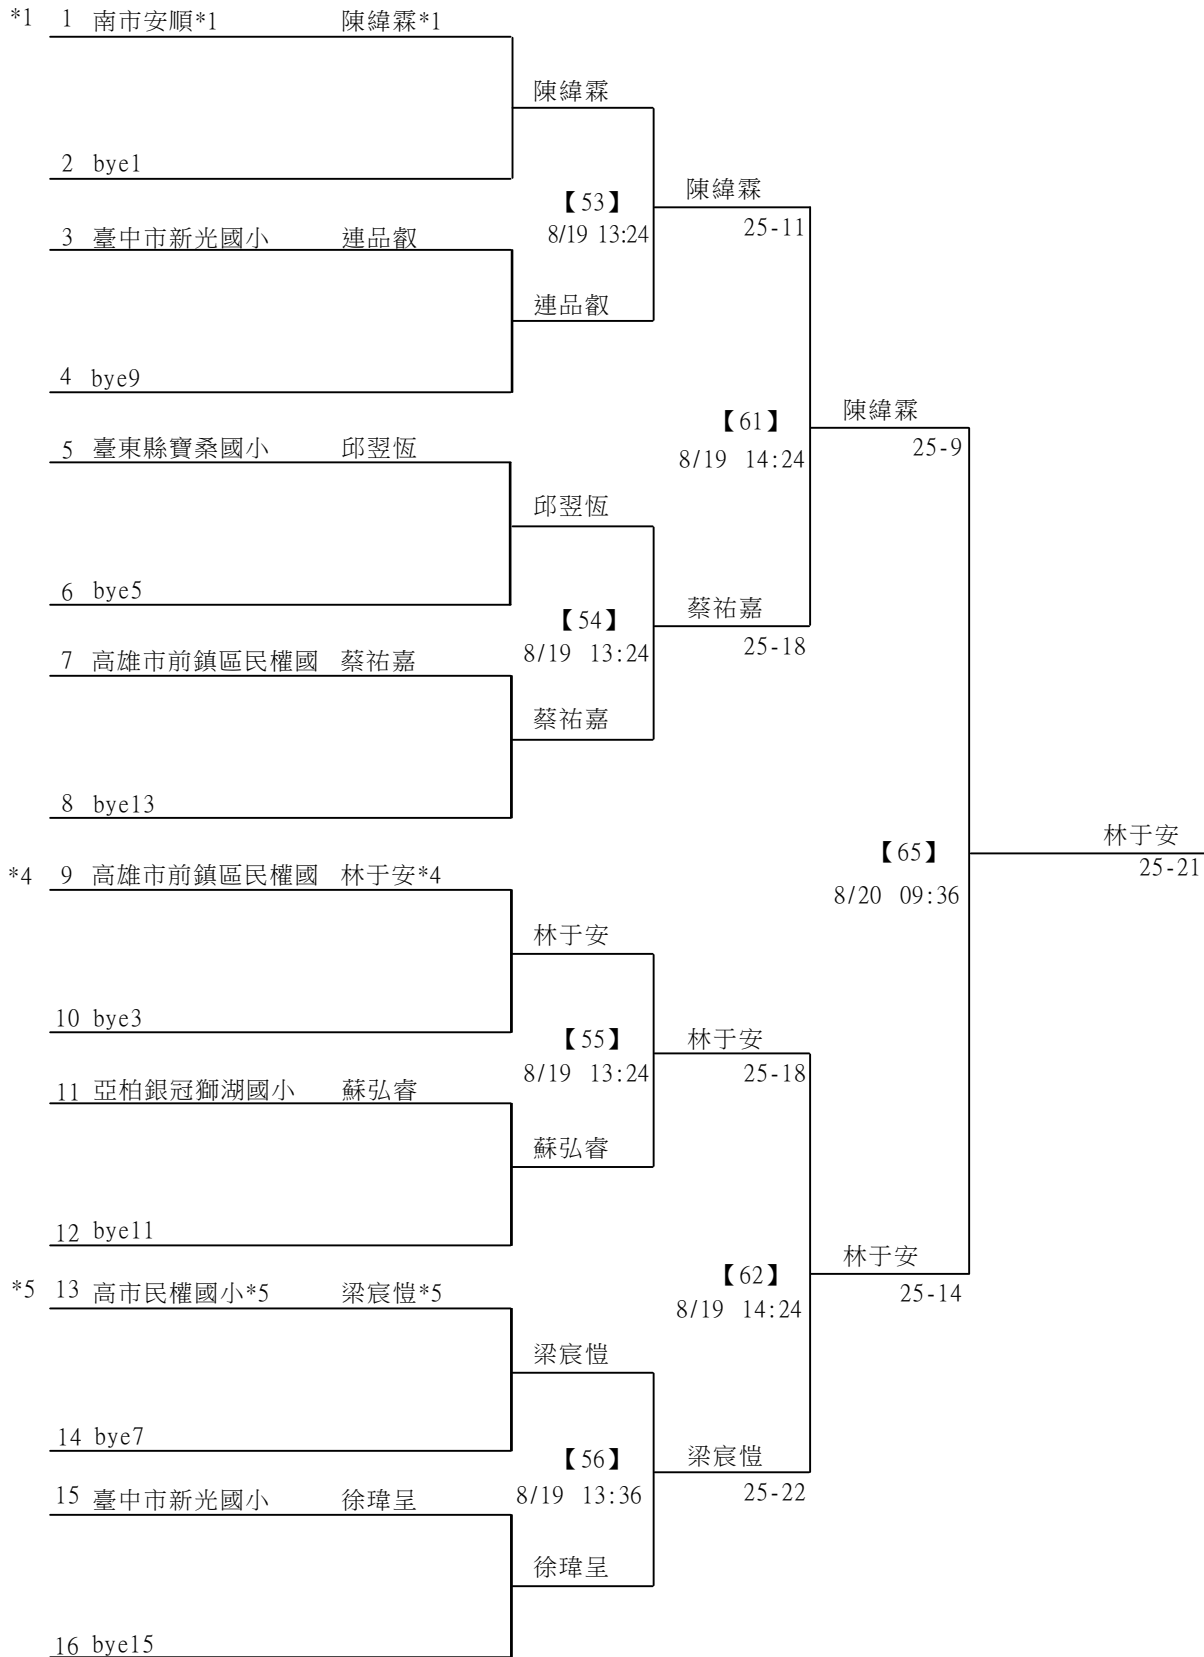 *1 1 南市安順*1 陳緯霖*1
陳緯霖
2 bye1
陳緯霖
【53】
25-11
3 臺中市新光國小 連品叡
8/19 13:24
連品叡
4 bye9
陳緯霖
【61】
25-9
5 臺東縣寶桑國小 邱翌恆
8/19 14:24
邱翌恆
6 bye5
蔡祐嘉
【54】
25-18
7 高雄市前鎮區民權國 蔡祐嘉
8/19 13:24
蔡祐嘉
8 bye13
林于安
【65】
25-21
*4 9 高雄市前鎮區民權國 林于安*4
8/20 09:36
林于安
10 bye3
【55】
林于安
8/19 13:24
25-18
11 亞柏銀冠獅湖國小 蘇弘睿
蘇弘睿
12 bye11
林于安
【62】
25-14
*5 13 高市民權國小*5 梁宸愷*5
8/19 14:24
梁宸愷
14 bye7
【56】
梁宸愷
8/19 13:36
25-22
15 臺中市新光國小 徐瑋呈
徐瑋呈
16 bye15